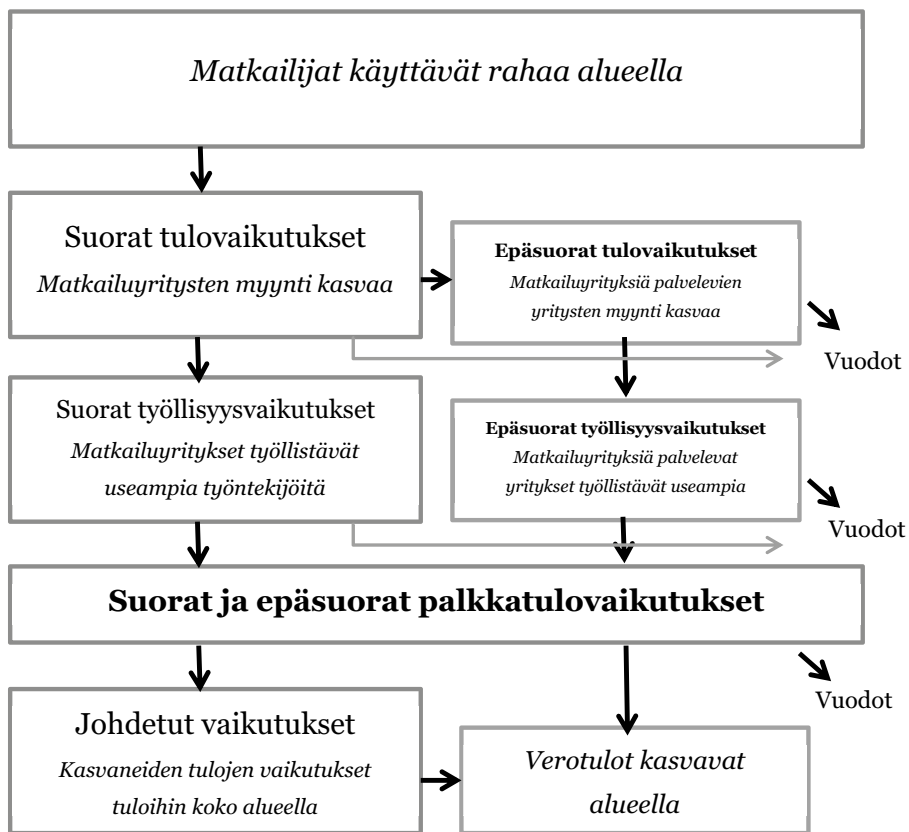 Matkailijat käyttävät rahaa alueella
Suorat tulovaikutukset
Matkailuyritysten myynti kasvaa
Epäsuorat tulovaikutukset
Matkailuyrityksiä palvelevien
yritysten myynti kasvaa
Vuodot
Suorat työllisyysvaikutukset
Matkailuyritykset työllistävät
useampia työntekijöitä
Epäsuorat työllisyysvaikutukset
Matkailuyrityksiä palvelevat
yritykset työllistävät useampia
Vuodot
Suorat ja epäsuorat palkkatulovaikutukset
Vuodot
Johdetut vaikutukset
Kasvaneiden tulojen vaikutukset
tuloihin koko alueella
Verotulot kasvavat
alueella